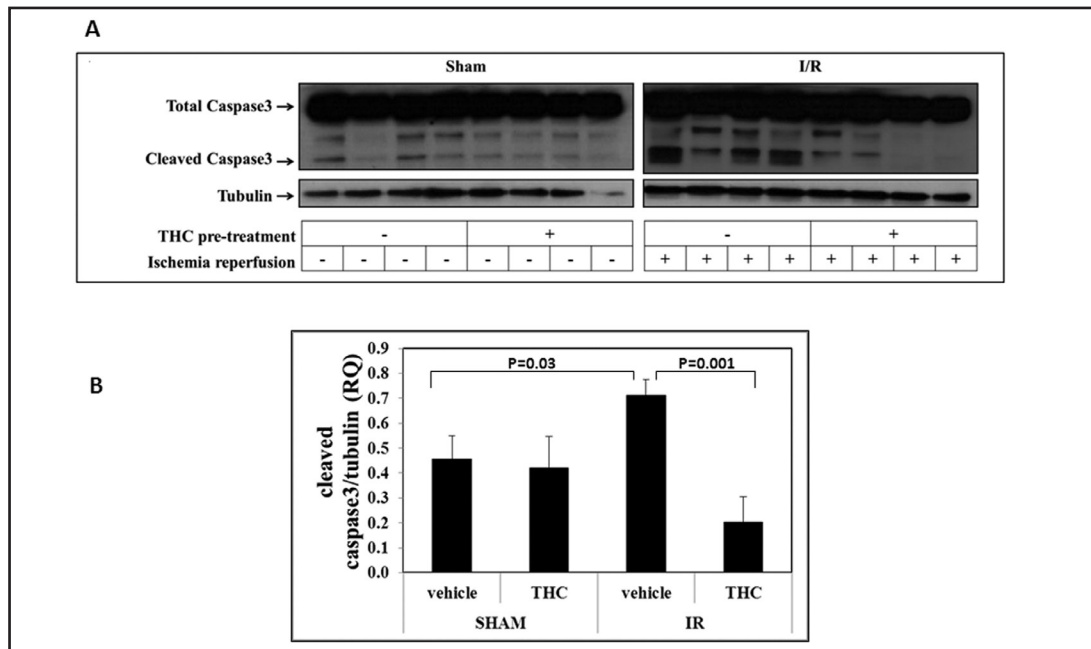 A
Sham I/R
Total Caspase3 →
Cleaved Caspase3 →
Tubulin →
THC pre-treatment - + - +
Ischemia reperfusion - - - - - - - - + + + + + + + +
B
cleaved
caspase3/tubulin (RQ)
0.9
0.8
0.7
0.6
0.5
0.4
0.3
0.2
0.1
0.0
P=0.03 P=0.001
vehicle THC vehicle THC
SHAM IR